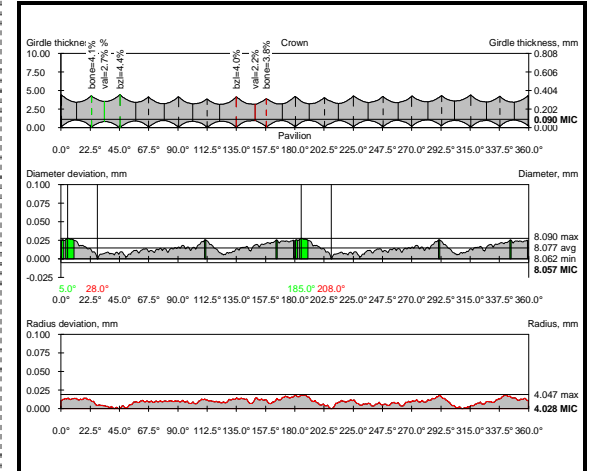 Girdle thickness, % Crown Girdle thickness, mm
bone=4.1%
val=2.7%
bzl=4.4%
bzl=4.0%
val=2.2%
bone=3.8%
10.00 0.808
7.50 0.606
5.00 0.404
2.50 0.202
0.090 MIC
0.00 0.000
Pavilion
0.0° 22.5° 45.0° 67.5° 90.0° 112.5° 135.0° 157.5° 180.0° 202.5° 225.0° 247.5° 270.0° 292.5° 315.0° 337.5° 360.0°
Diameter deviation, mm Diameter, mm
0.100
0.075
0.050
0.025 8.090 max
8.077 avg
0.000 8.062 min
8.057 MIC
-0.025
5.0° 28.0° 185.0° 208.0°
0.0° 22.5° 45.0° 67.5° 90.0° 112.5° 135.0° 157.5° 180.0° 202.5° 225.0° 247.5° 270.0° 292.5° 315.0° 337.5° 360.0°
Radius deviation, mm Radius, mm
0.100
0.075
0.050
0.025 4.047 max
0.000 4.028 MIC
0.0° 22.5° 45.0° 67.5° 90.0° 112.5° 135.0° 157.5° 180.0° 202.5° 225.0° 247.5° 270.0° 292.5° 315.0° 337.5° 360.0°